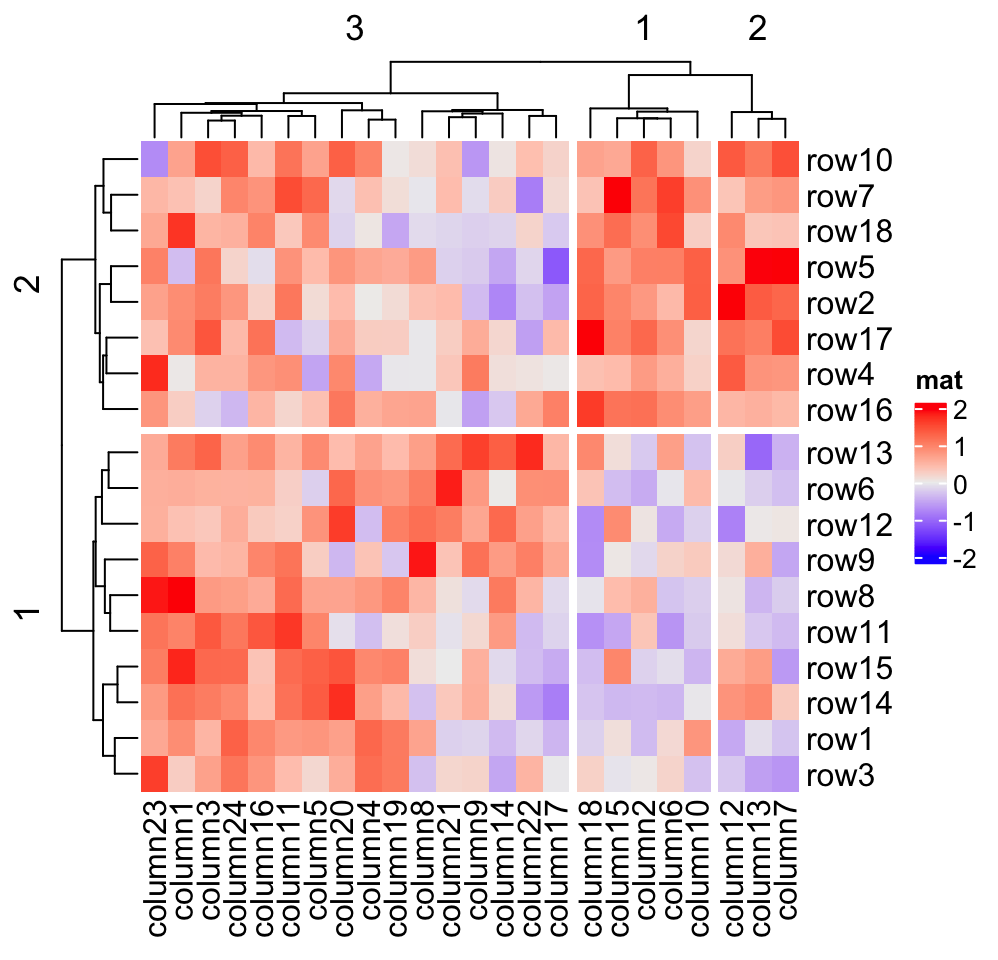 3 1 2
row10
row7
row18
row5
row2
row17
row4
row16
2
row13
row6
row12
row9
row8
row11
row15
row14
row1
row3
1
mat
2
1
0
-1
-2
column23
column1
column3
column24
column16
column11
column5
column20
column4
column19
column8
column21
column9
column14
column22
column17
column18
column15
column2
column6
column10
column12
column13
column7